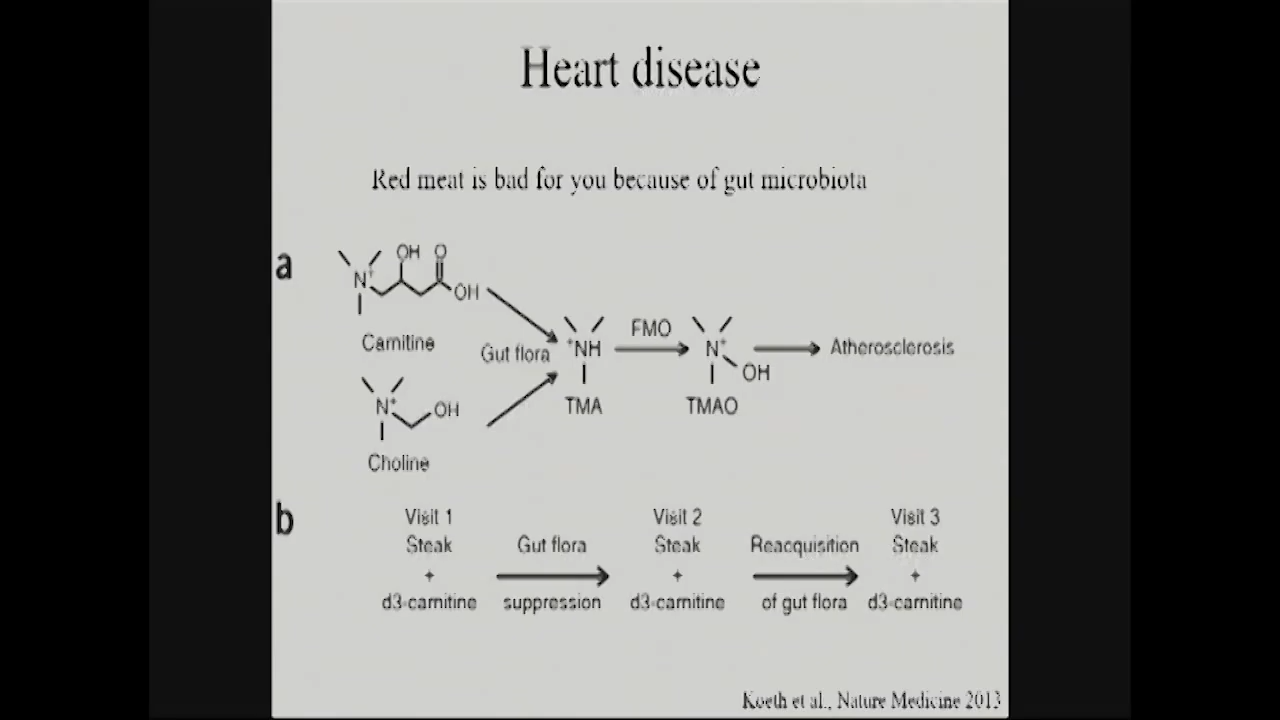 Heart disease
Red meat is bad for you because of gut microbiota
a
OH O
N+
OH
Carnitine
Gut flora
+NH
TMA
FMO
N+
OH
TMAO
Atherosclerosis
N+
OH
Choline
b
Visit 1
Steak
+
d3-carnitine
Gut flora
suppression
Visit 2
Steak
+
d3-carnitine
Reacquisition
of gut flora
Visit 3
Steak
+
d3-carnitine
Koeth et al., Nature Medicine 2013